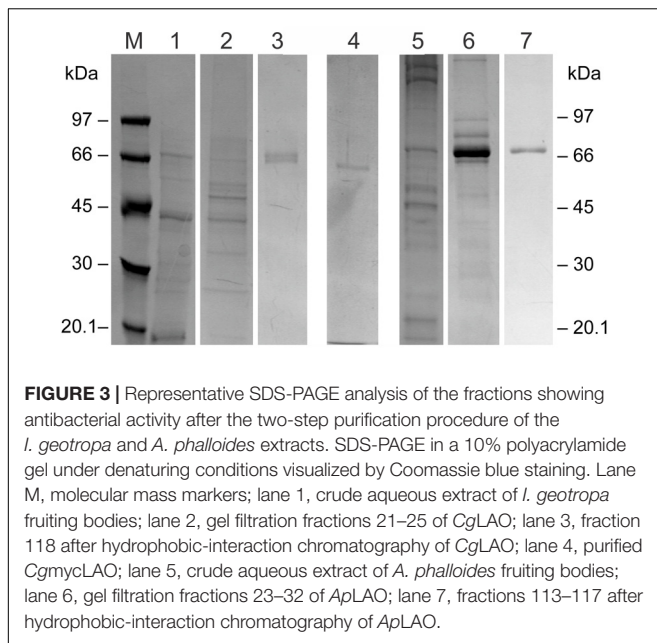 M 1 2 3 4 5 6 7
kDa kDa
97 – – 97
66 – – 66
45 – – 45
30 – – 30
20.1 – – 20.1
FIGURE 3 | Representative SDS-PAGE analysis of the fractions showing
antibacterial activity after the two-step purification procedure of the
I. geotropa and A. phalloides extracts. SDS-PAGE in a 10% polyacrylamide
gel under denaturing conditions visualized by Coomassie blue staining. Lane
M, molecular mass markers; lane 1, crude aqueous extract of I. geotropa
fruiting bodies; lane 2, gel filtration fractions 21–25 of CgLAO; lane 3, fraction
118 after hydrophobic-interaction chromatography of CgLAO; lane 4, purified
CgmycLAO; lane 5, crude aqueous extract of A. phalloides fruiting bodies;
lane 6, gel filtration fractions 23–32 of ApLAO; lane 7, fractions 113–117 after
hydrophobic-interaction chromatography of ApLAO.